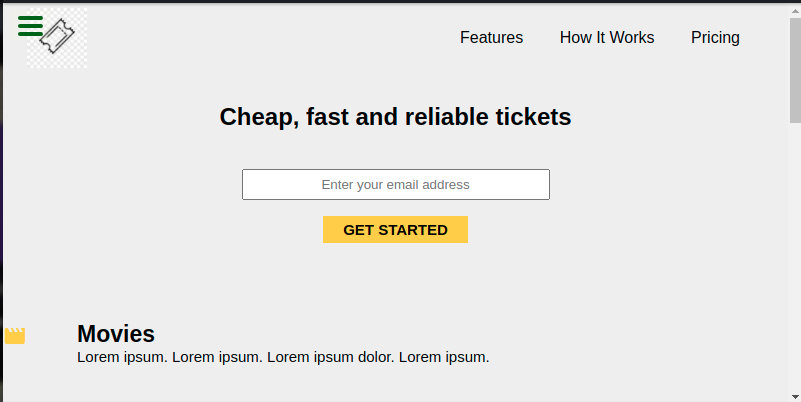 Features How It Works Pricing
Cheap, fast and reliable tickets
Enter your email address
GET STARTED
Movies
Lorem ipsum. Lorem ipsum. Lorem ipsum dolor. Lorem ipsum.